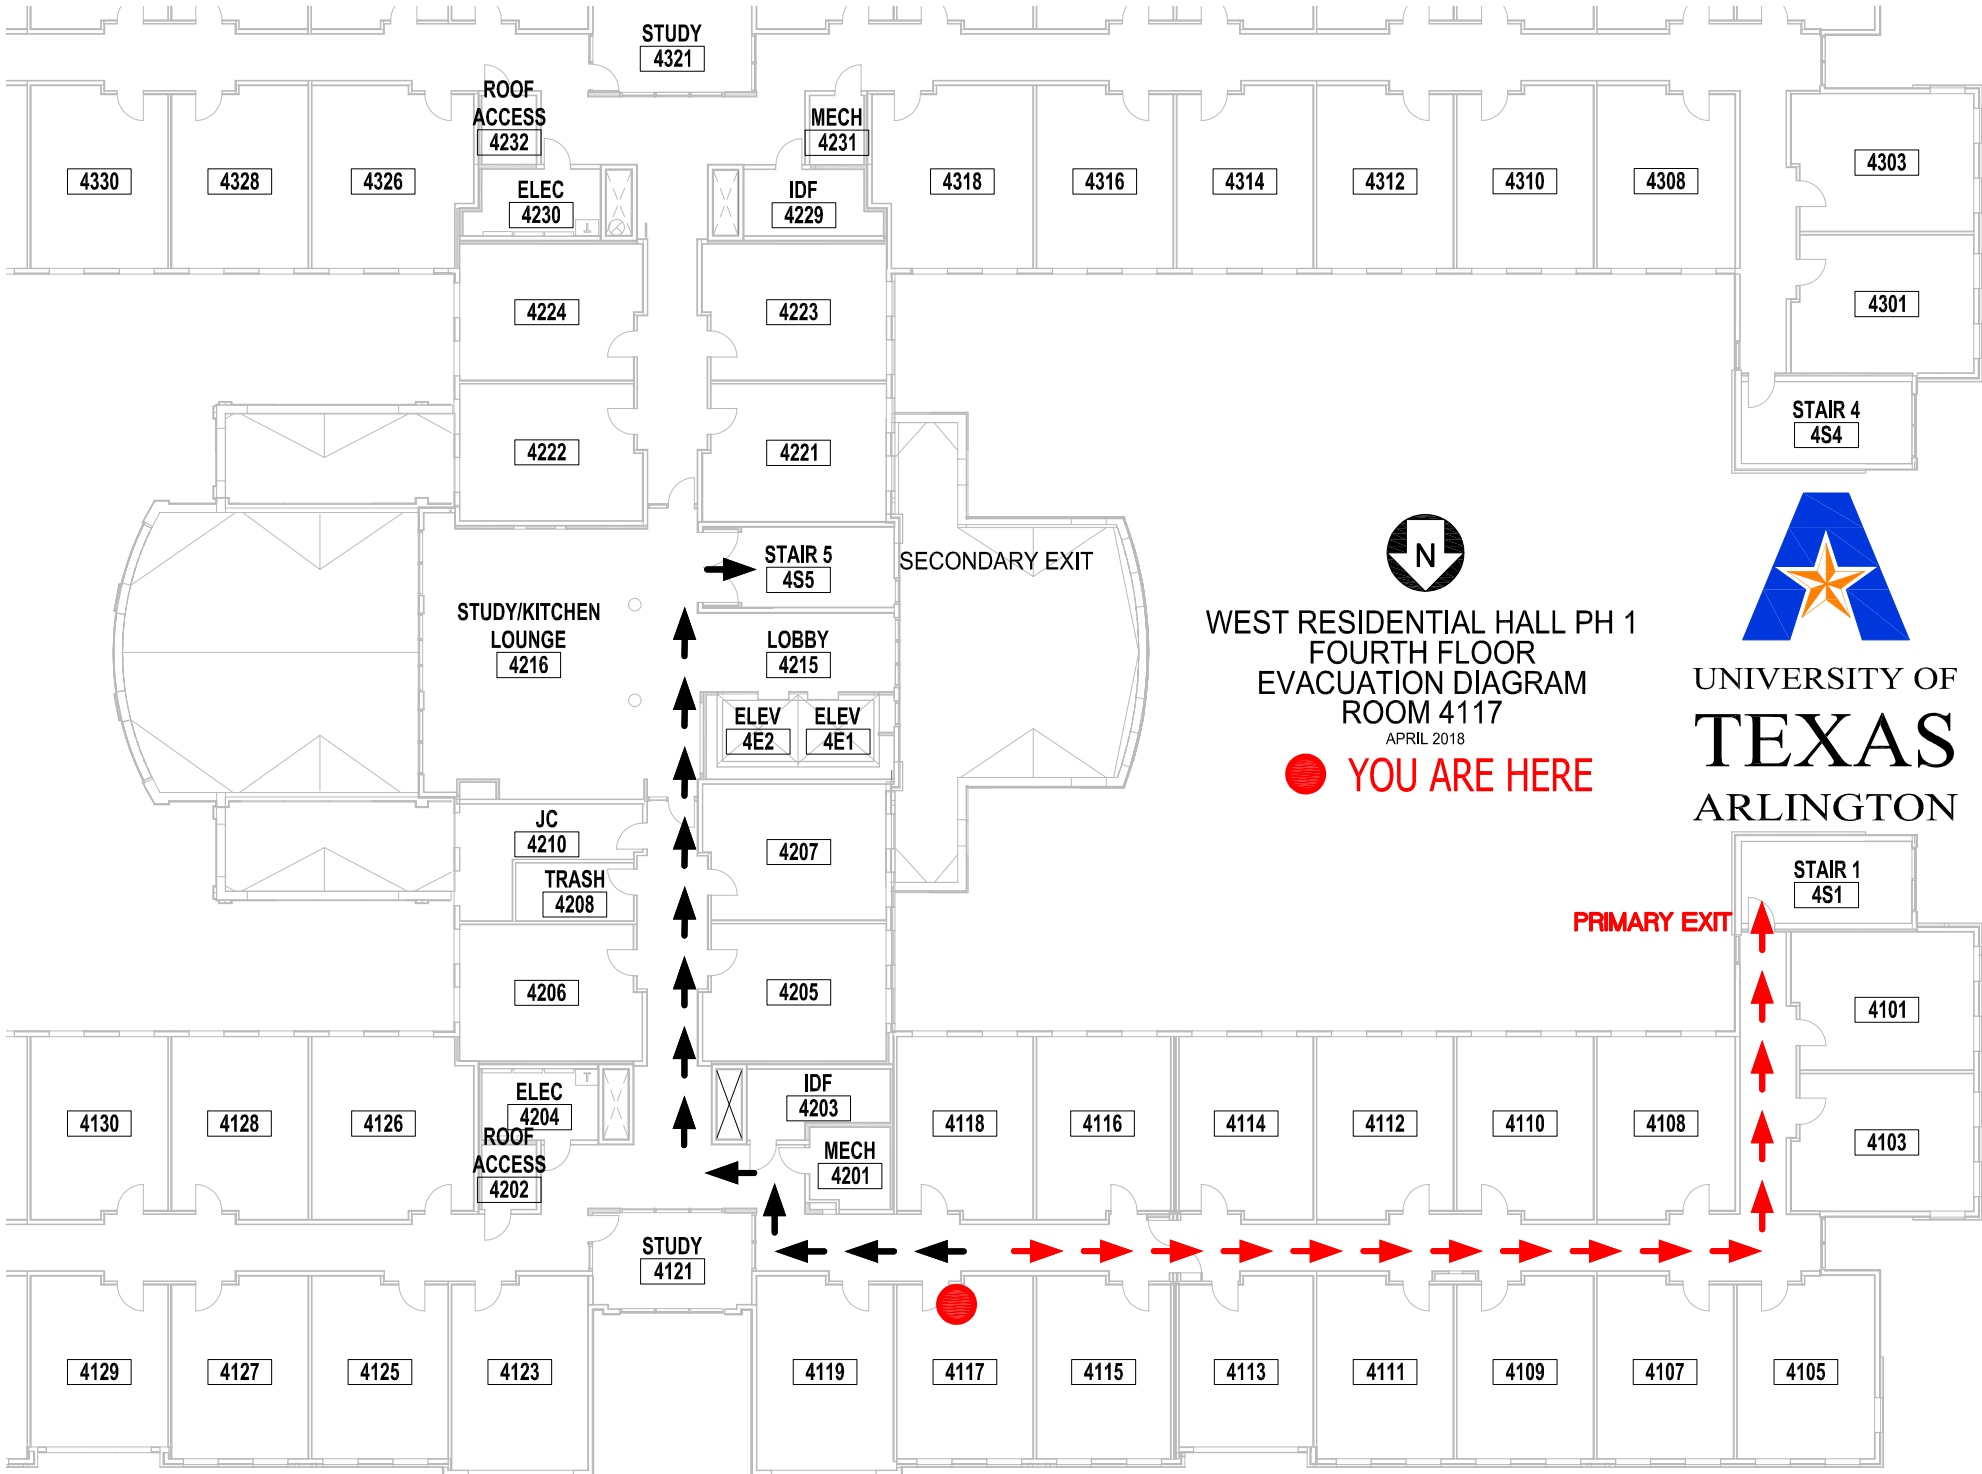 STUDY
4321
ROOF
ACCESS
4232
MECH
4231
4330
4328
4326
ELEC
4230
IDF
4229
4318
4316
4314
4312
4310
4308
4303
4301
4224
4223
4222
4221
STAIR 4
4S4
STAIR 5
4S5
SECONDARY EXIT
N
STUDY/KITCHEN
LOUNGE
4216
LOBBY
4215
ELEV
4E2
ELEV
4E1
WEST RESIDENTIAL HALL PH 1
FOURTH FLOOR
EVACUATION DIAGRAM
ROOM 4117
APRIL 2018
YOU ARE HERE
UNIVERSITY OF
TEXAS
ARLINGTON
JC
4210
TRASH
4208
4207
STAIR 1
4S1
PRIMARY EXIT
4206
4205
4101
4103
ELEC
4204
T
IDF
4203
ROOF
ACCESS
4202
MECH
4201
4130
4128
4126
4118
4116
4114
4112
4110
4108
STUDY
4121
4129
4127
4125
4123
4119
4117
4115
4113
4111
4109
4107
4105